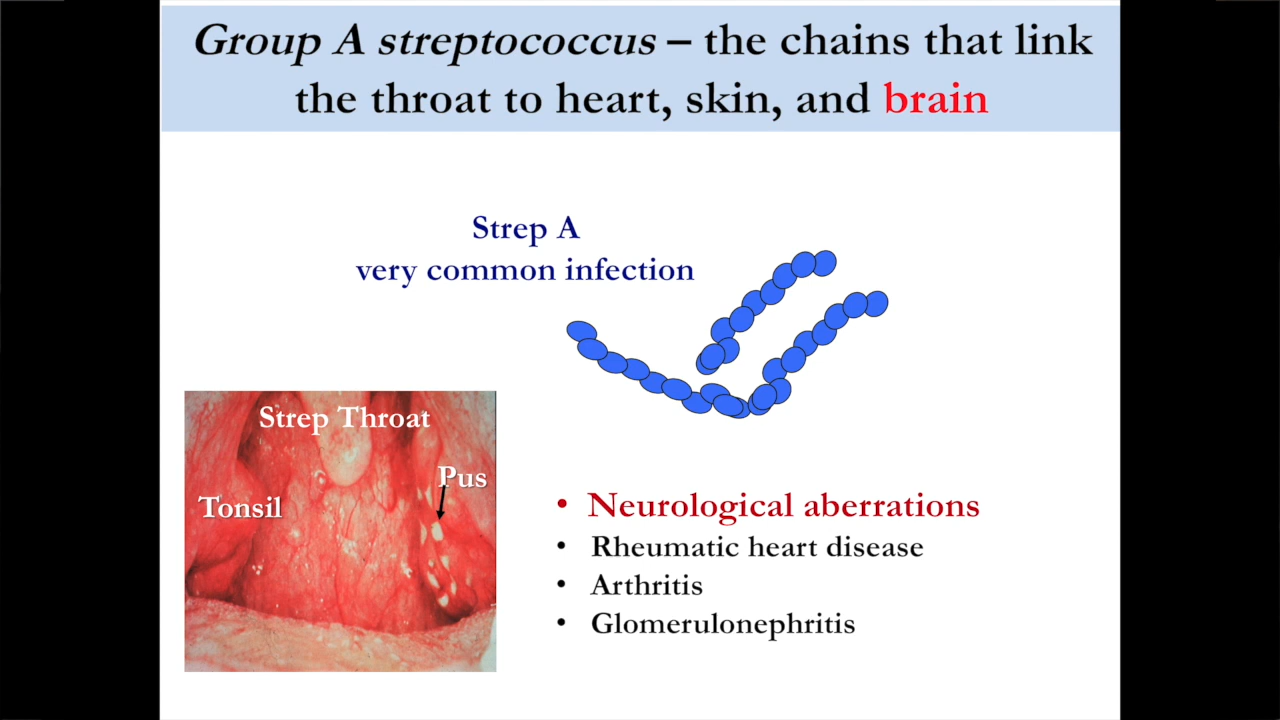 Group A streptococcus – the chains that link
the throat to heart, skin, and brain
Strep A
very common infection
Strep Throat
Pus
Tonsil
• Neurological aberrations
• Rheumatic heart disease
• Arthritis
• Glomerulonephritis